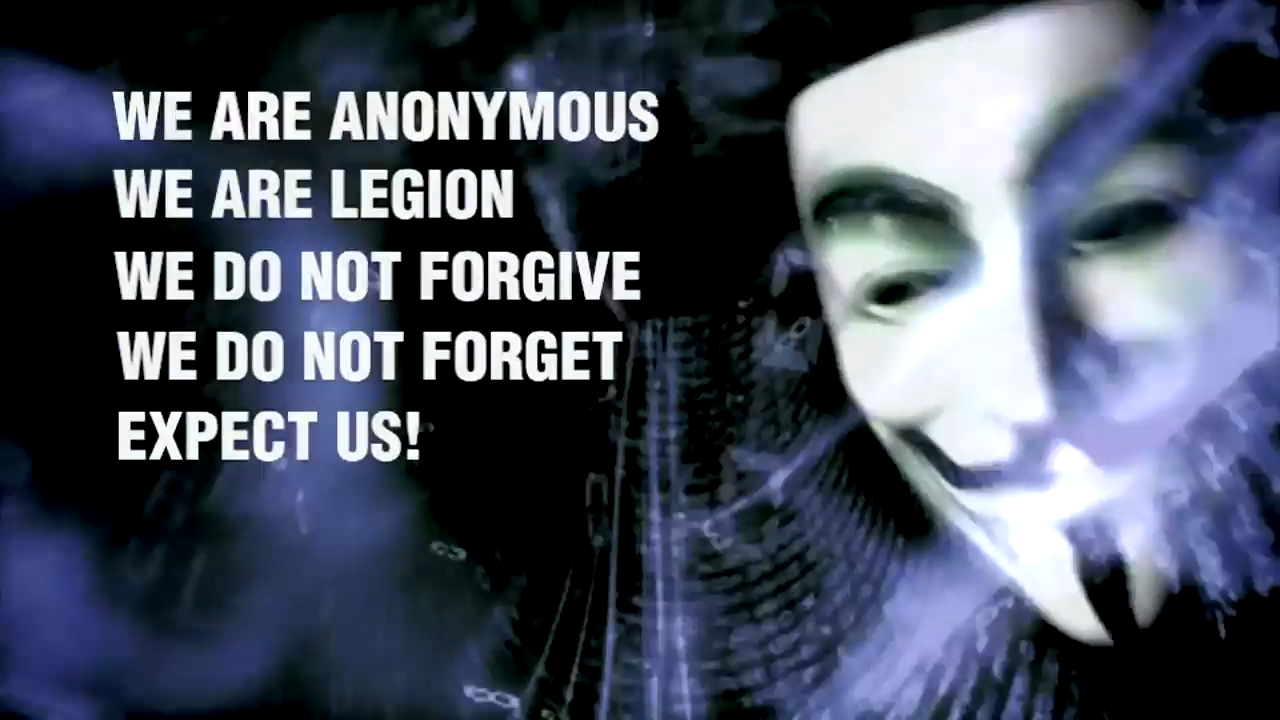 WE ARE ANONYMOUS
WE ARE LEGION
WE DO NOT FORGIVE
WE DO NOT FORGET
EXPECT US!